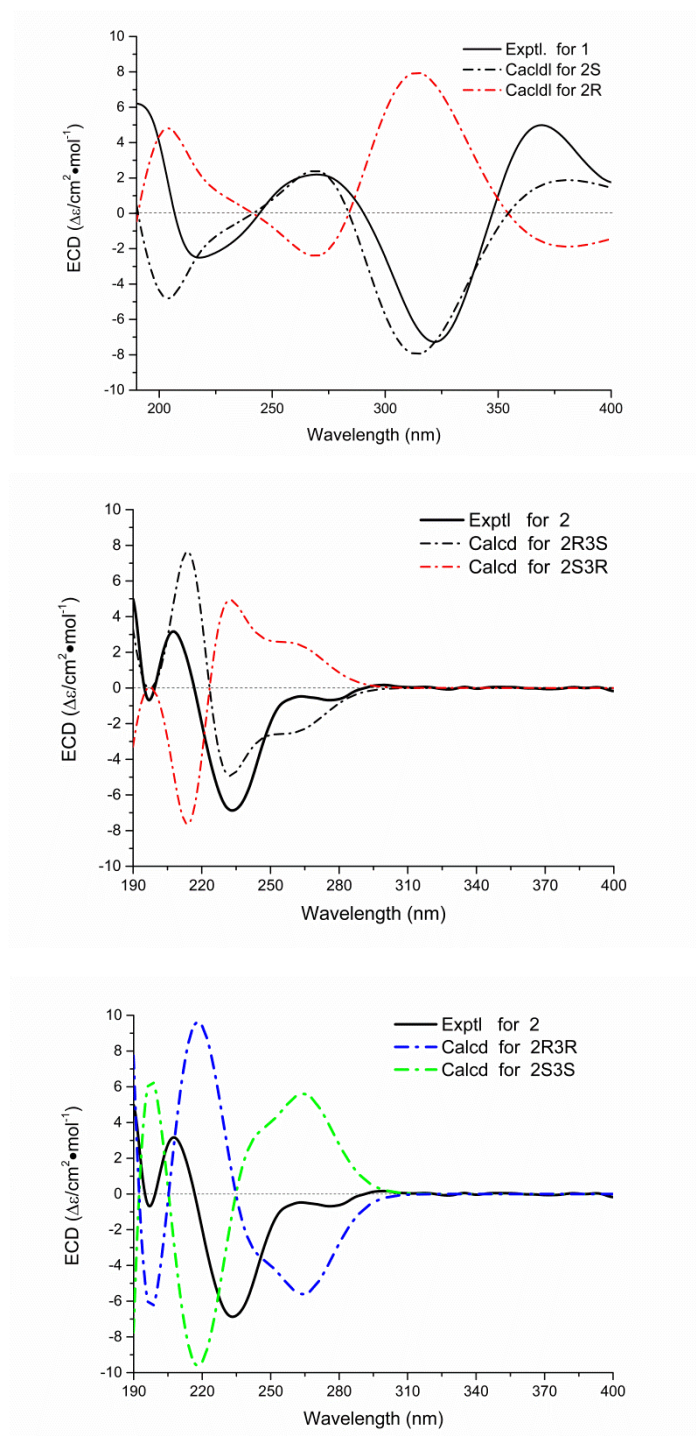 Exptl. for 1
Cacldl for 2S
Cacldl for 2R
ECD (Δε/cm²●mol⁻¹)
10
8
6
4
2
0
-2
-4
-6
-8
-10
200 250 300 350 400
Wavelength (nm)
Exptl for 2
Calcd for 2R3S
Calcd for 2S3R
ECD (Δε/cm²●mol⁻¹)
10
8
6
4
2
0
-2
-4
-6
-8
-10
190 220 250 280 310 340 370 400
Wavelength (nm)
Exptl for 2
Calcd for 2R3R
Calcd for 2S3S
ECD (Δε/cm²●mol⁻¹)
10
8
6
4
2
0
-2
-4
-6
-8
-10
190 220 250 280 310 340 370 400
Wavelength (nm)